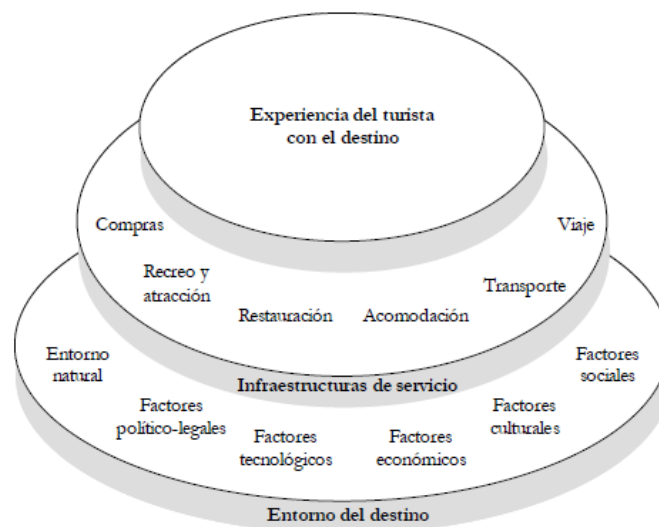 Experiencia del turista
con el destino
Compras
Viaje
Recreo y
atracción
Transporte
Restauración
Acomodación
Infraestructuras de servicio
Entorno
natural
Factores
sociales
Factores
político-legales
Factores
culturales
Factores
tecnológicos
Factores
económicos
Entorno del destino